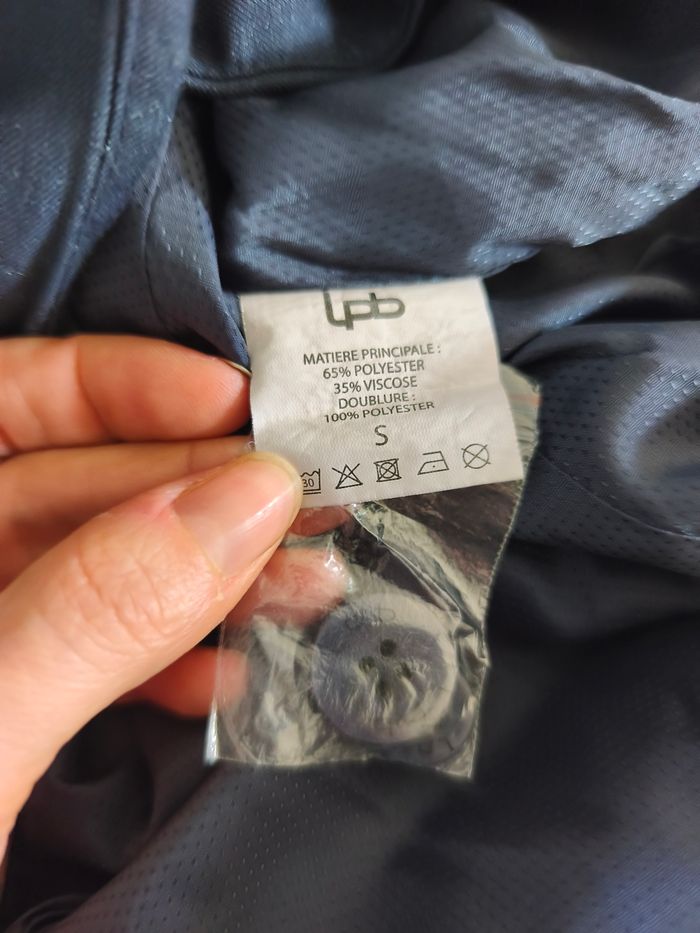 Lpb
MATIERE PRINCIPALE :
65% POLYESTER
35% VISCOSE
DOUBLURE :
100% POLYESTER
S
30